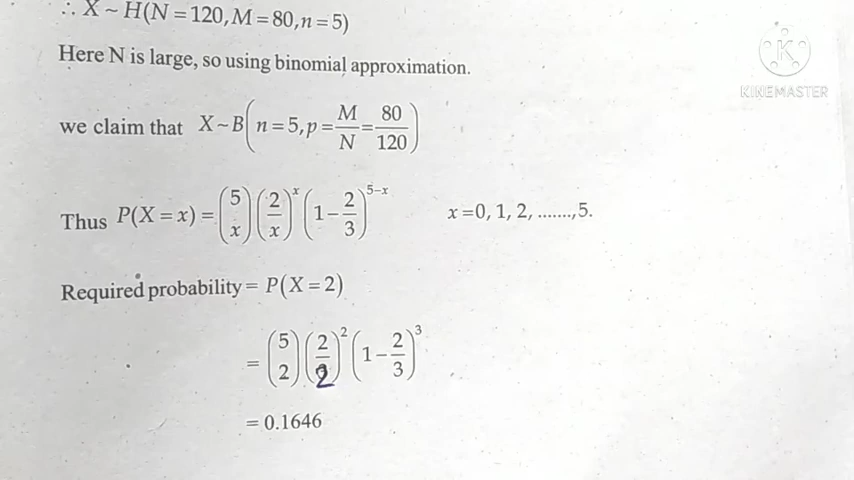 ∴ X ~ H(N = 120, M = 80, n = 5)
KINEMASTER
Here N is large, so using binomial approximation.
we claim that X ~ B(n = 5, p = M/N = 80/120)
Thus P(X = x) = (5 x) (2/x)^x (1 − 2/3)^(5−x) x = 0, 1, 2, .......,5.
Required probability = P(X = 2)
= (5 2) (2/2)^2 (1 − 2/3)^3
= 0.1646